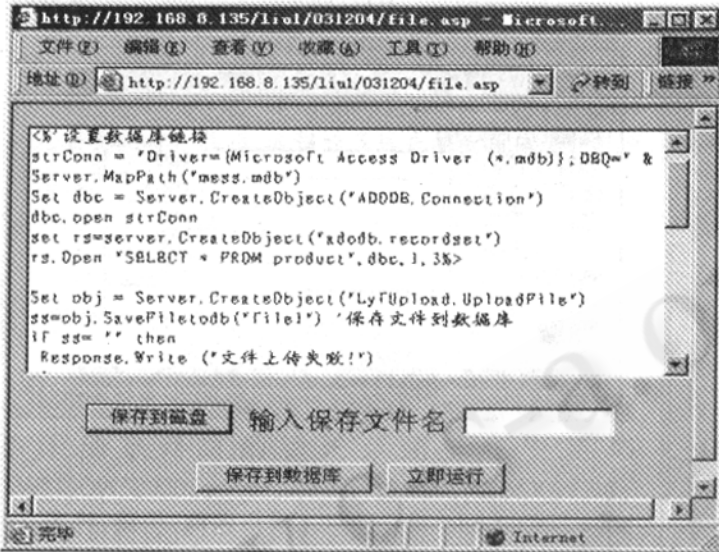 http://192.168.8.135/liu1/031204/file.asp - Microsoft...
文件(F) 编辑(E) 查看(V) 收藏(A) 工具(T) 帮助(H)
地址(D) http://192.168.8.135/liu1/031204/file.asp 转到 链接 »
<%'设置数据库链接
strConn = "Driver={Microsoft Access Driver (*.mdb)};DBQ=" &
Server.MapPath("mess.mdb")
Set dbc = Server.CreateObject("ADODB.Connection")
dbc.open strConn
set rs=server.CreateObject("adodb.recordset")
rs.Open "SELECT * FROM product",dbc,1,3%>
Set obj = Server.CreateObject("LyfUpload.UploadFile")
ss=obj.SaveFiletodb("file1") '保存文件到数据库
if ss= "" then
Response.Write ("文件上传失败!")
保存到磁盘 输入保存文件名
保存到数据库 立即运行
完毕 Internet